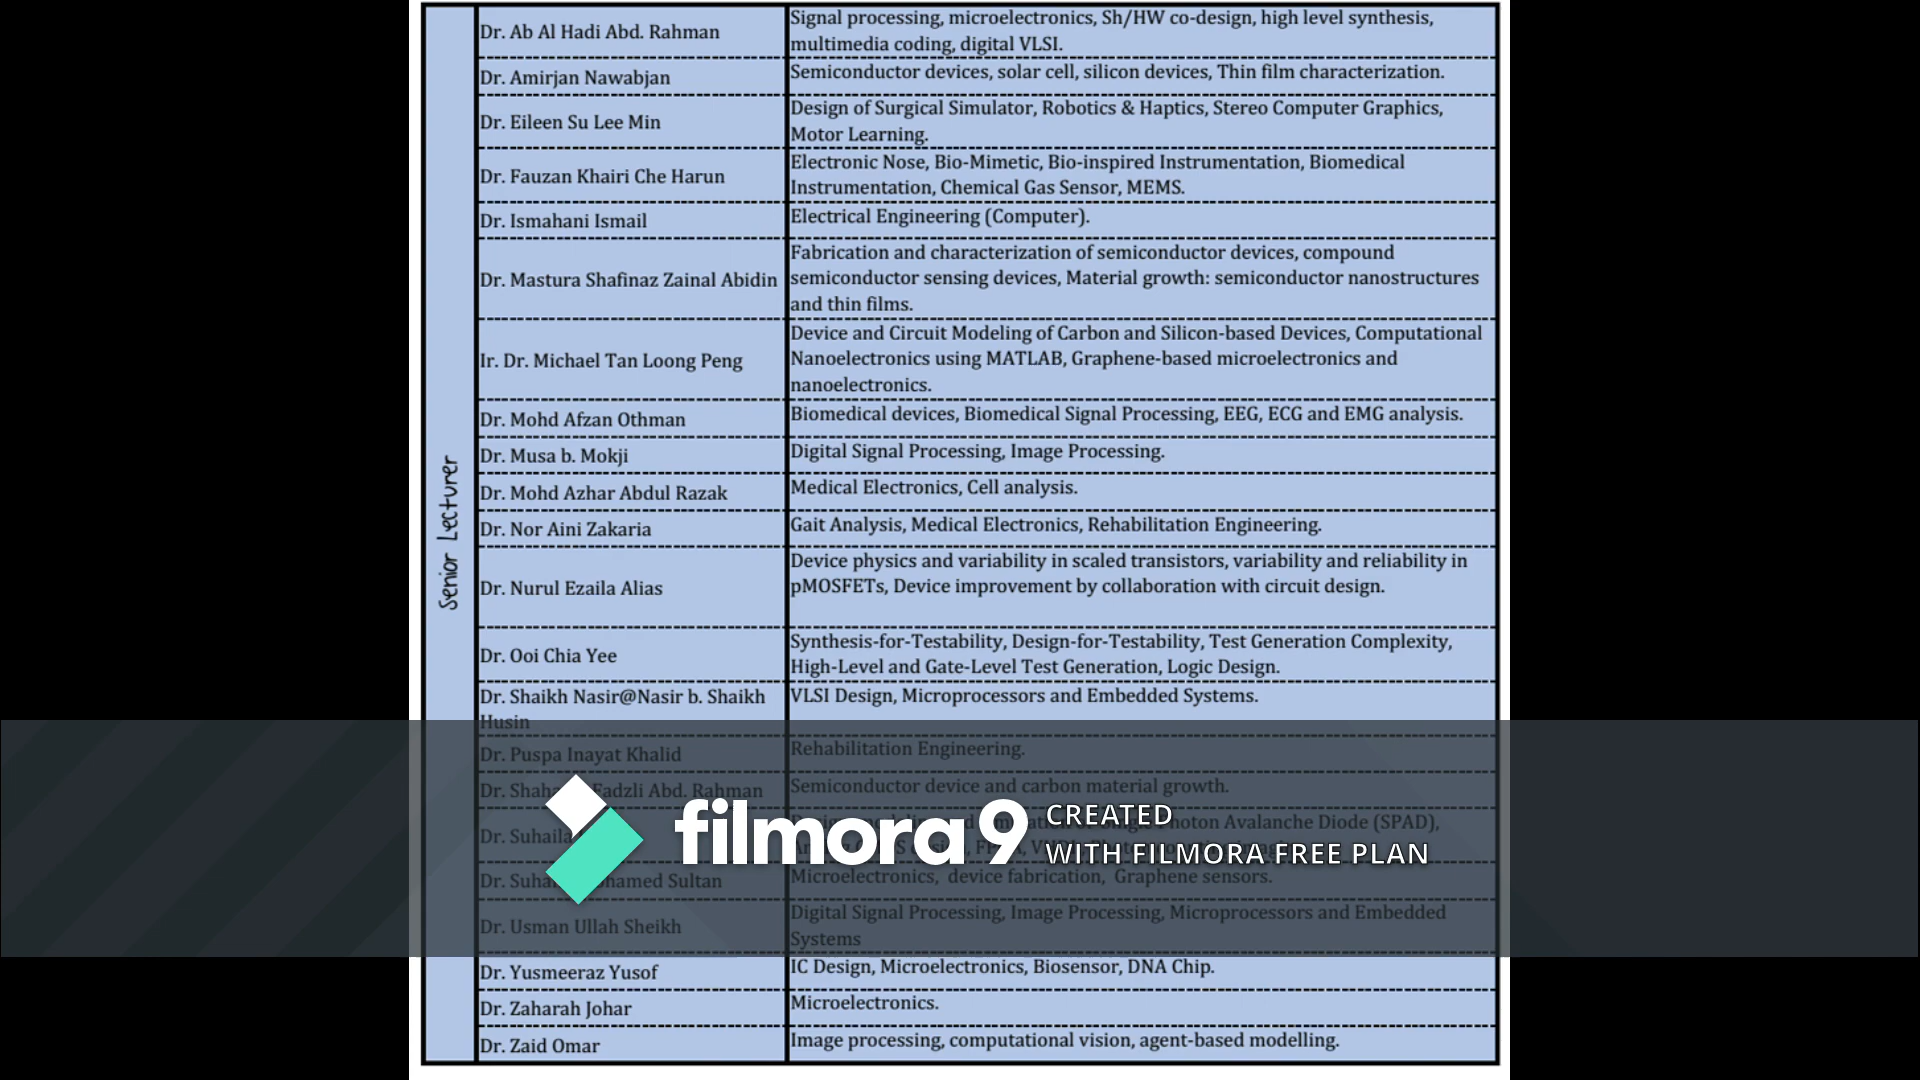 Senior Lecturer
Dr. Ab Al Hadi Abd. Rahman
Signal processing, microelectronics, Sh/HW co-design, high level synthesis,
multimedia coding, digital VLSI.
Dr. Amirjan Nawabjan
Semiconductor devices, solar cell, silicon devices, Thin film characterization.
Dr. Eileen Su Lee Min
Design of Surgical Simulator, Robotics & Haptics, Stereo Computer Graphics,
Motor Learning.
Dr. Fauzan Khairi Che Harun
Electronic Nose, Bio-Mimetic, Bio-inspired Instrumentation, Biomedical
Instrumentation, Chemical Gas Sensor, MEMS.
Dr. Ismahani Ismail
Electrical Engineering (Computer).
Dr. Mastura Shafinaz Zainal Abidin
Fabrication and characterization of semiconductor devices, compound
semiconductor sensing devices, Material growth: semiconductor nanostructures
and thin films.
Ir. Dr. Michael Tan Loong Peng
Device and Circuit Modeling of Carbon and Silicon-based Devices, Computational
Nanoelectronics using MATLAB, Graphene-based microelectronics and
nanoelectronics.
Dr. Mohd Afzan Othman
Biomedical devices, Biomedical Signal Processing, EEG, ECG and EMG analysis.
Dr. Musa b. Mokji
Digital Signal Processing, Image Processing.
Dr. Mohd Azhar Abdul Razak
Medical Electronics, Cell analysis.
Dr. Nor Aini Zakaria
Gait Analysis, Medical Electronics, Rehabilitation Engineering.
Dr. Nurul Ezaila Alias
Device physics and variability in scaled transistors, variability and reliability in
pMOSFETs, Device improvement by collaboration with circuit design.
Dr. Ooi Chia Yee
Synthesis-for-Testability, Design-for-Testability, Test Generation Complexity,
High-Level and Gate-Level Test Generation, Logic Design.
Dr. Shaikh Nasir@Nasir b. Shaikh
Husin
VLSI Design, Microprocessors and Embedded Systems.
Dr. Puspa Inayat Khalid
Rehabilitation Engineering.
Dr. Fadzli Abd. Rahman
Semiconductor device and carbon material growth.
Dr.
Photon Avalanche Diode (SPAD),
Dr. Sultan
Microelectronics, device fabrication, Graphene sensors.
Dr. Usman Ullah Sheikh
Digital Signal Processing, Image Processing, Microprocessors and Embedded
Systems
Dr. Yusmeeraz Yusof
IC Design, Microelectronics, Biosensor, DNA Chip.
Dr. Zaharah Johar
Microelectronics.
Dr. Zaid Omar
Image processing, computational vision, agent-based modelling.
filmora9
CREATED
WITH FILMORA FREE PLAN